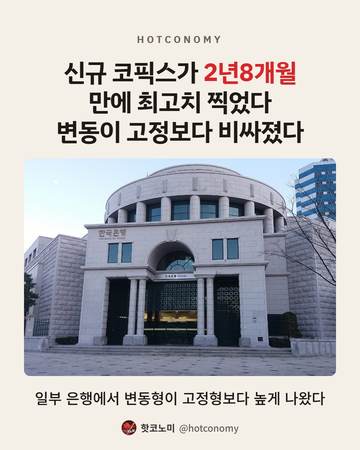 HOTCONOMY
신규 코픽스가 2년8개월
만에 최고치 찍었다
변동이 고정보다 비싸졌다
한국은행
일부 은행에서 변동형이 고정형보다 높게 나왔다
핫코노미 @hotconomy